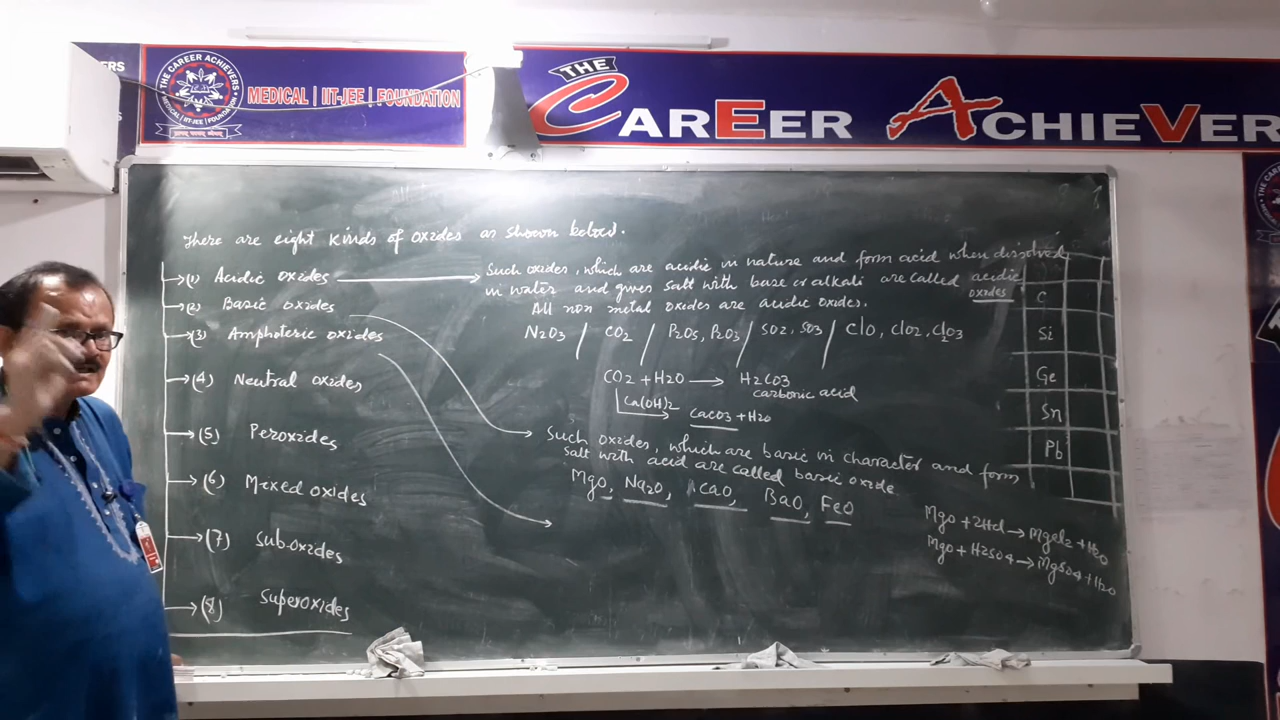 ERS
THE CAREER ACHIEVERS
MEDICAL | IIT-JEE | FOUNDATION
MEDICAL | IIT-JEE | FOUNDATION
THE
CAREER ACHIEVER
There are eight kinds of oxides as shown below.
(1) Acidic oxides
Such oxides, which are acidic in nature and form acid when dissolved
in water and gives salt with base or alkali are called acidic
oxides.
(2) Basic oxides
All non metal oxides are acidic oxides.
(3) Amphoteric oxides
N2O3 / CO2 / P2O5, P2O3 / SO2, SO3 / ClO, ClO2, Cl2O3
(4) Neutral oxides
CO2 + H2O → H2CO3
carbonic acid
Ca(OH)2
CaCO3 + H2O
(5) Peroxides
Such oxides, which are basic in character and form
salt with acid are called basic oxide.
(6) Mixed oxides
MgO, Na2O, CaO, BaO, FeO
(7) Suboxides
MgO + 2HCl → MgCl2 + H2O
MgO + H2SO4 → MgSO4 + H2O
(8) Superoxides
C
Si
Ge
Sn
Pb